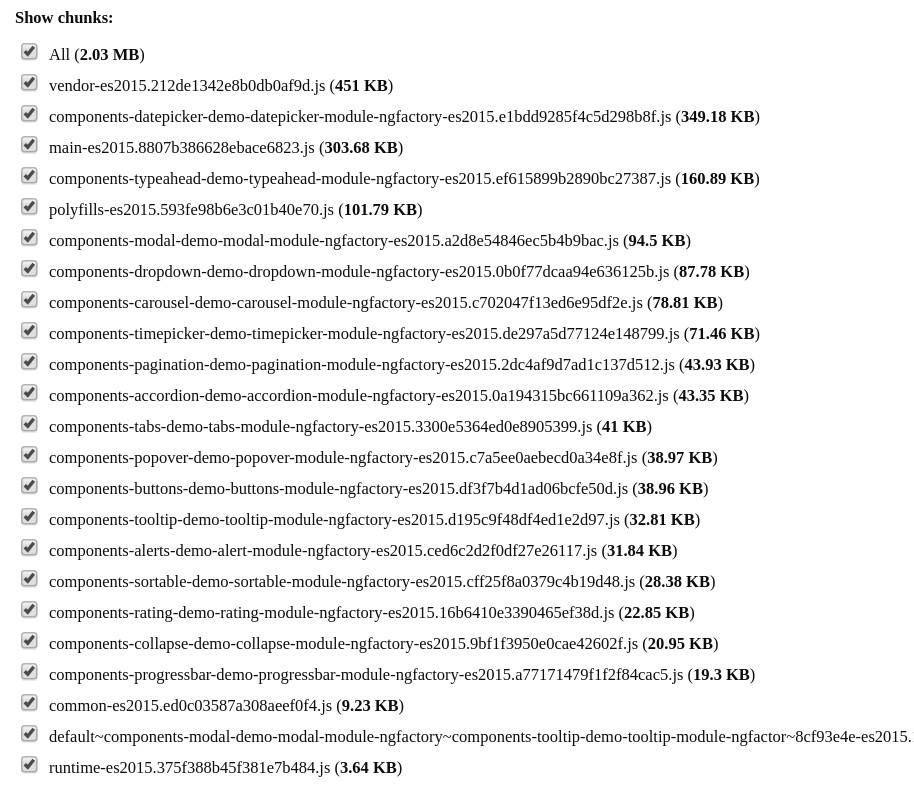 Show chunks:
All (2.03 MB)
vendor-es2015.212de1342e8b0db0af9d.js (451 KB)
components-datepicker-demo-datepicker-module-ngfactory-es2015.e1bdd9285f4c5d298b8f.js (349.18 KB)
main-es2015.8807b386628ebace6823.js (303.68 KB)
components-typeahead-demo-typeahead-module-ngfactory-es2015.ef615899b2890bc27387.js (160.89 KB)
polyfills-es2015.593fe98b6e3c01b40e70.js (101.79 KB)
components-modal-demo-modal-module-ngfactory-es2015.a2d8e54846ec5b4b9bac.js (94.5 KB)
components-dropdown-demo-dropdown-module-ngfactory-es2015.0b0f77dcaa94e636125b.js (87.78 KB)
components-carousel-demo-carousel-module-ngfactory-es2015.c702047f13ed6e95df2e.js (78.81 KB)
components-timepicker-demo-timepicker-module-ngfactory-es2015.de297a5d77124e148799.js (71.46 KB)
components-pagination-demo-pagination-module-ngfactory-es2015.2dc4af9d7ad1c137d512.js (43.93 KB)
components-accordion-demo-accordion-module-ngfactory-es2015.0a194315bc661109a362.js (43.35 KB)
components-tabs-demo-tabs-module-ngfactory-es2015.3300e5364ed0e8905399.js (41 KB)
components-popover-demo-popover-module-ngfactory-es2015.c7a5ee0aebecd0a34e8f.js (38.97 KB)
components-buttons-demo-buttons-module-ngfactory-es2015.df3f7b4d1ad06bcfe50d.js (38.96 KB)
components-tooltip-demo-tooltip-module-ngfactory-es2015.d195c9f48df4ed1e2d97.js (32.81 KB)
components-alerts-demo-alert-module-ngfactory-es2015.ced6c2d2f0df27e26117.js (31.84 KB)
components-sortable-demo-sortable-module-ngfactory-es2015.cff25f8a0379c4b19d48.js (28.38 KB)
components-rating-demo-rating-module-ngfactory-es2015.16b6410e3390465ef38d.js (22.85 KB)
components-collapse-demo-collapse-module-ngfactory-es2015.9bf1f3950e0cae42602f.js (20.95 KB)
components-progressbar-demo-progressbar-module-ngfactory-es2015.a77171479f1f2f84cac5.js (19.3 KB)
common-es2015.ed0c03587a308aeef0f4.js (9.23 KB)
default~components-modal-demo-modal-module-ngfactory~components-tooltip-demo-tooltip-module-ngfactor~8cf93e4e-es2015.
runtime-es2015.375f388b45f381e7b484.js (3.64 KB)